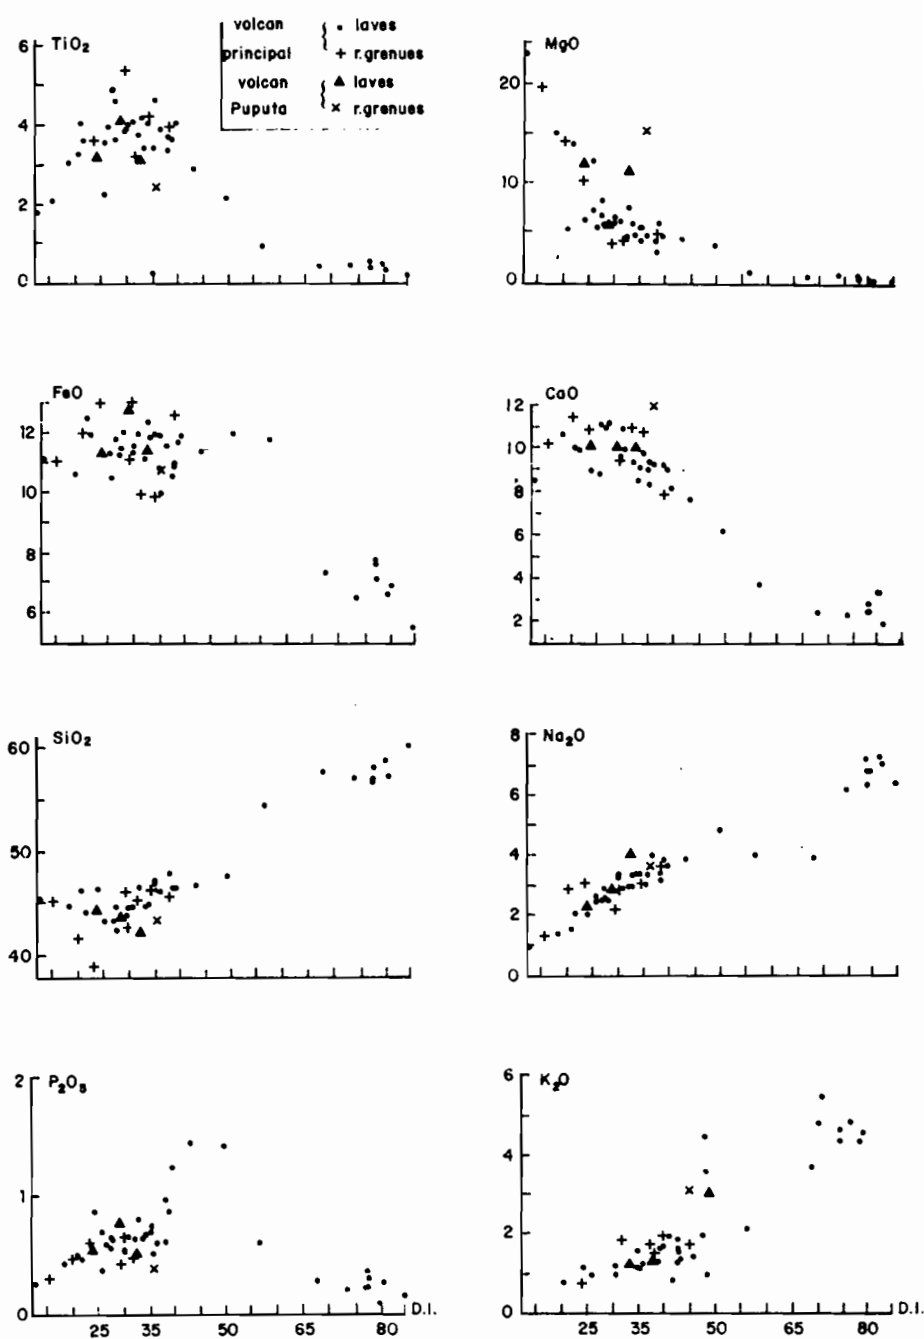 volcan { • laves
principal + r.grenues
volcan { ▲ laves
Puputa × r.grenues
TiO₂
6
4
2
0
MgO
20
10
0
FeO
12
10
8
6
CaO
12
10
8
6
4
2
SiO₂
60
50
40
Na₂O
8
6
4
2
0
P₂O₅
2
1
0
25 35 50 65 80
K₂O
6
4
2
0
25 35 50 65 80 D.I.